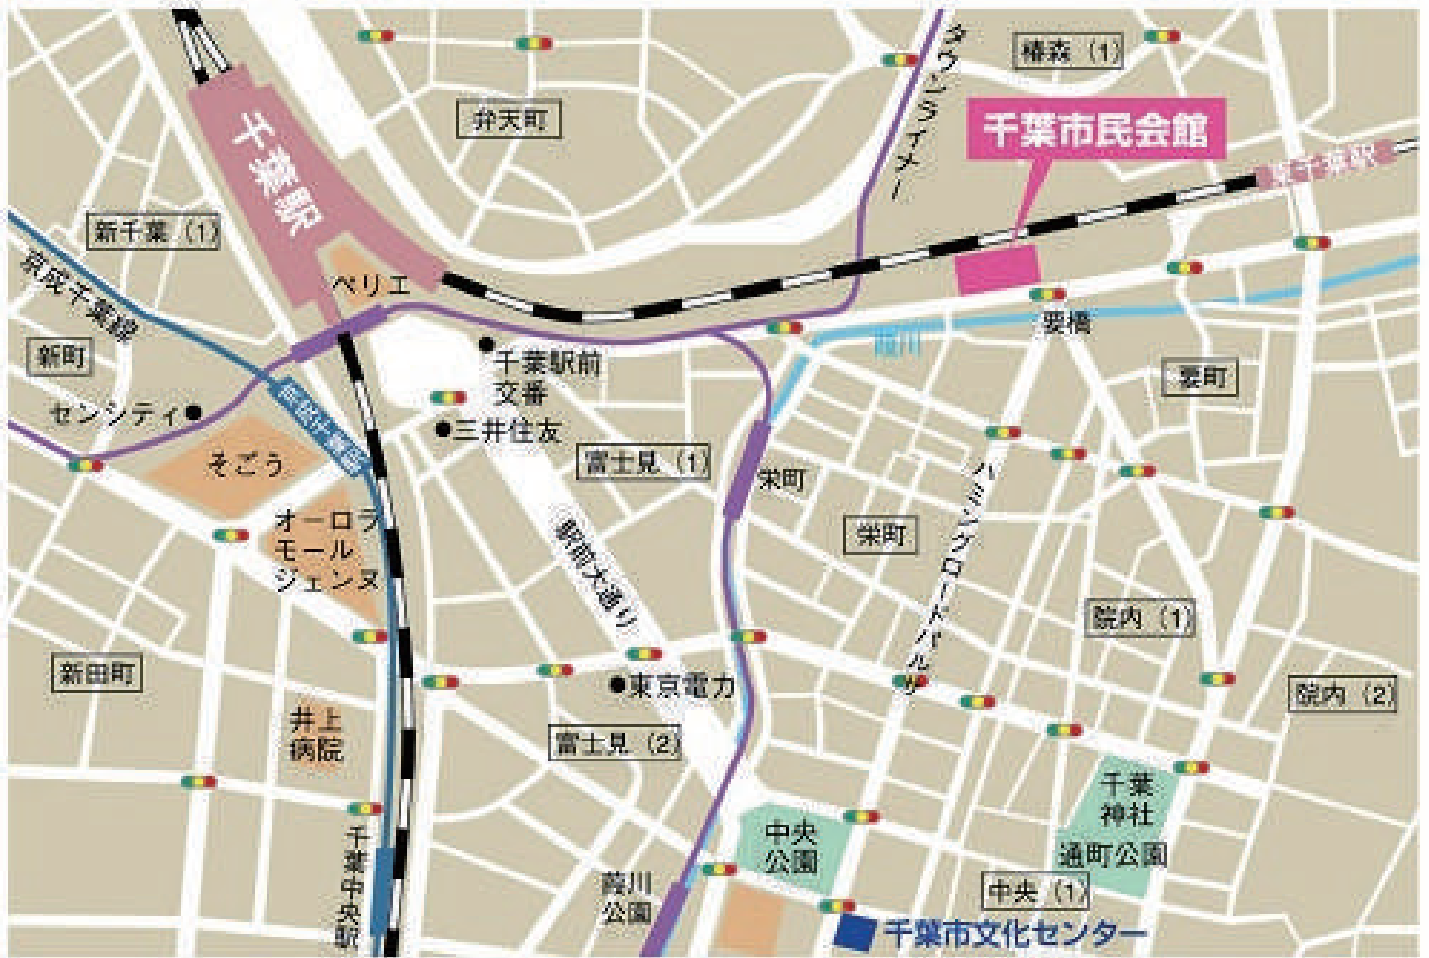 椿森（1）
タウンライナー
弁天町
千葉市民会館
千葉駅
東千葉駅
新千葉（1）
京成千葉線
ペリエ
要橋
葭川
新町
千葉駅前
交番
要町
センシティ
三井住友
そごう
富士見（1）
栄町
オーロラ
モール
ジェンヌ
駅前大通り
栄町
ハミングロードパルサ
院内（1）
新田町
東京電力
院内（2）
井上
病院
富士見（2）
千葉
神社
中央
公園
通町公園
千葉中央駅
葭川
公園
中央（1）
千葉市文化センター